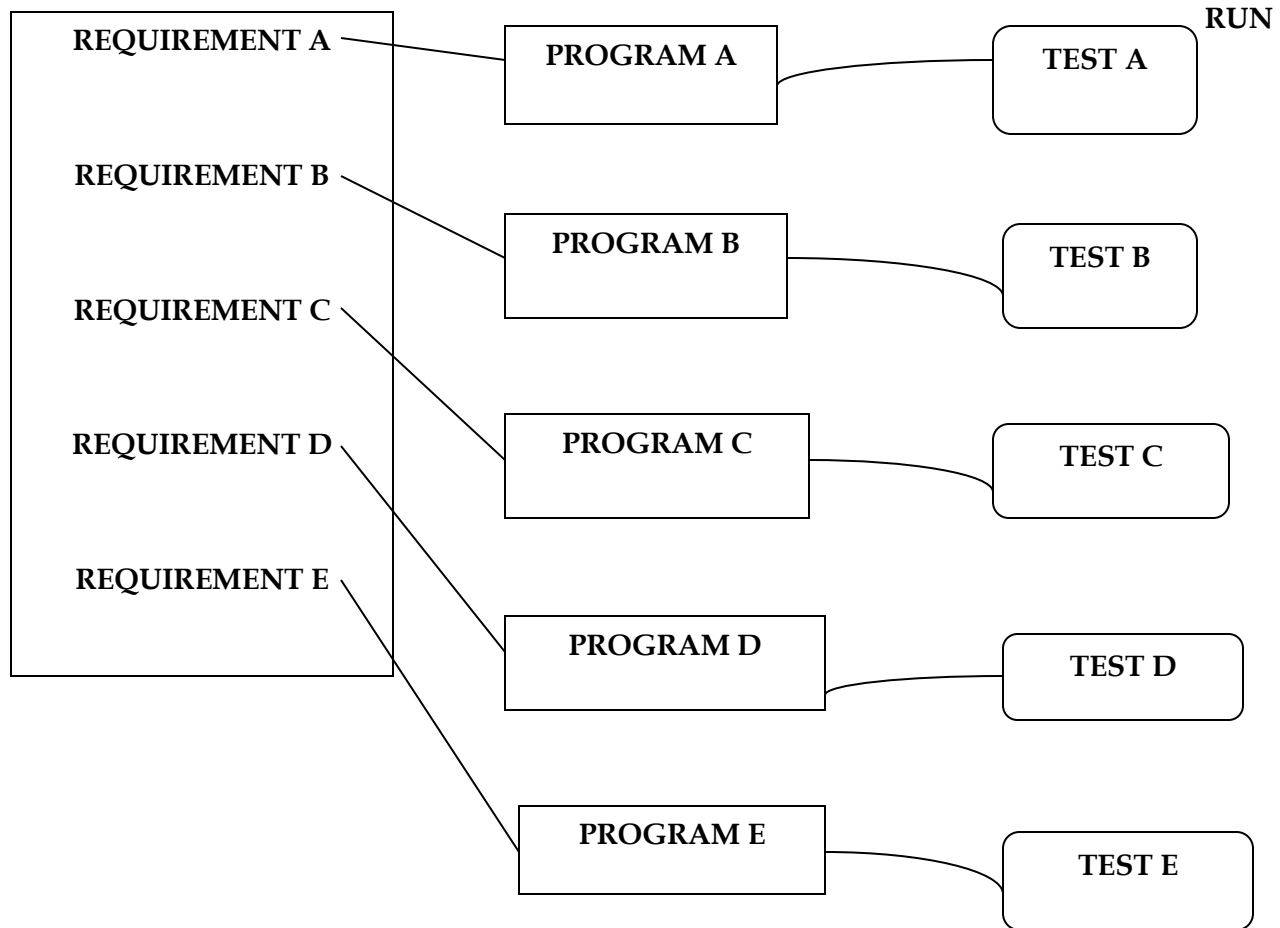 RUN
REQUIREMENT A
PROGRAM A
TEST A
REQUIREMENT B
PROGRAM B
TEST B
REQUIREMENT C
PROGRAM C
TEST C
REQUIREMENT D
PROGRAM D
TEST D
REQUIREMENT E
PROGRAM E
TEST E